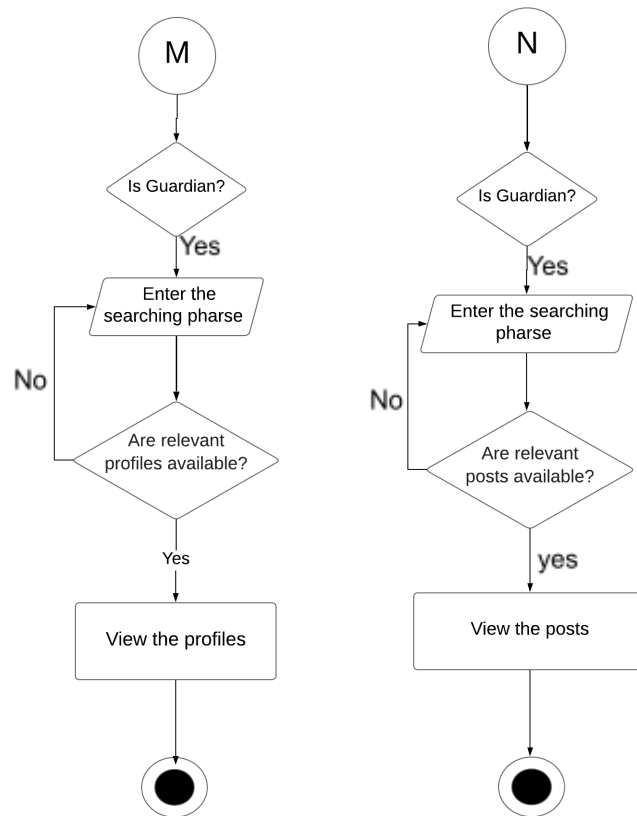 M
Is Guardian?
Yes
Enter the
searching pharse
No
Are relevant
profiles available?
Yes
View the profiles
N
Is Guardian?
Yes
Enter the searching
pharse
No
Are relevant
posts available?
yes
View the posts